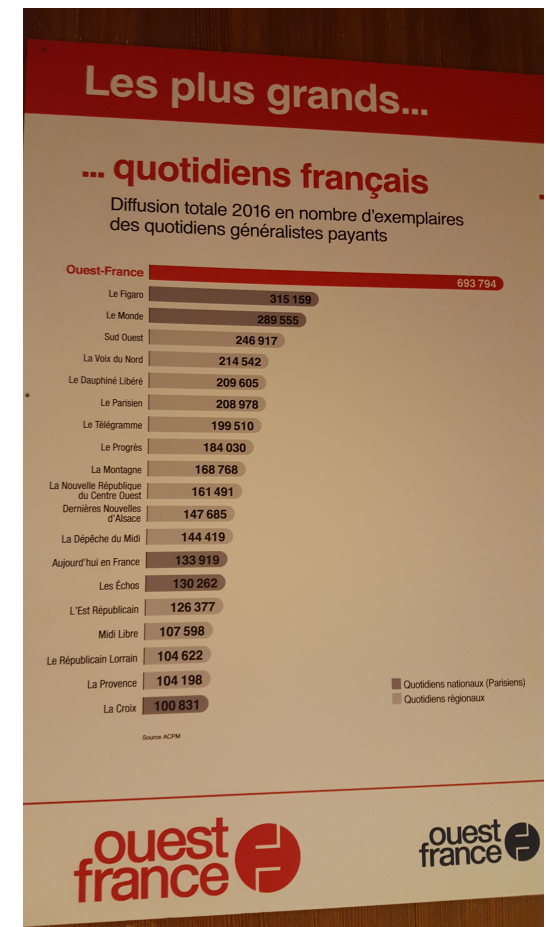 Les plus grands...
... quotidiens français
Diffusion totale 2016 en nombre d'exemplaires
des quotidiens généralistes payants
Ouest-France 693 794
Le Figaro 315 159
Le Monde 289 555
Sud Ouest 246 917
La Voix du Nord 214 542
Le Dauphiné Libéré 209 605
Le Parisien 208 978
Le Télégramme 199 510
Le Progrès 184 030
La Montagne 168 768
La Nouvelle République
du Centre Ouest 161 491
Dernières Nouvelles
d'Alsace 147 685
La Dépêche du Midi 144 419
Aujourd'hui en France 133 919
Les Échos 130 262
L'Est Républicain 126 377
Midi Libre 107 598
Le Républicain Lorrain 104 622
La Provence 104 198
La Croix 100 831
Quotidiens nationaux (Parisiens)
Quotidiens régionaux
Source ACPM
ouest
france
ouest
france